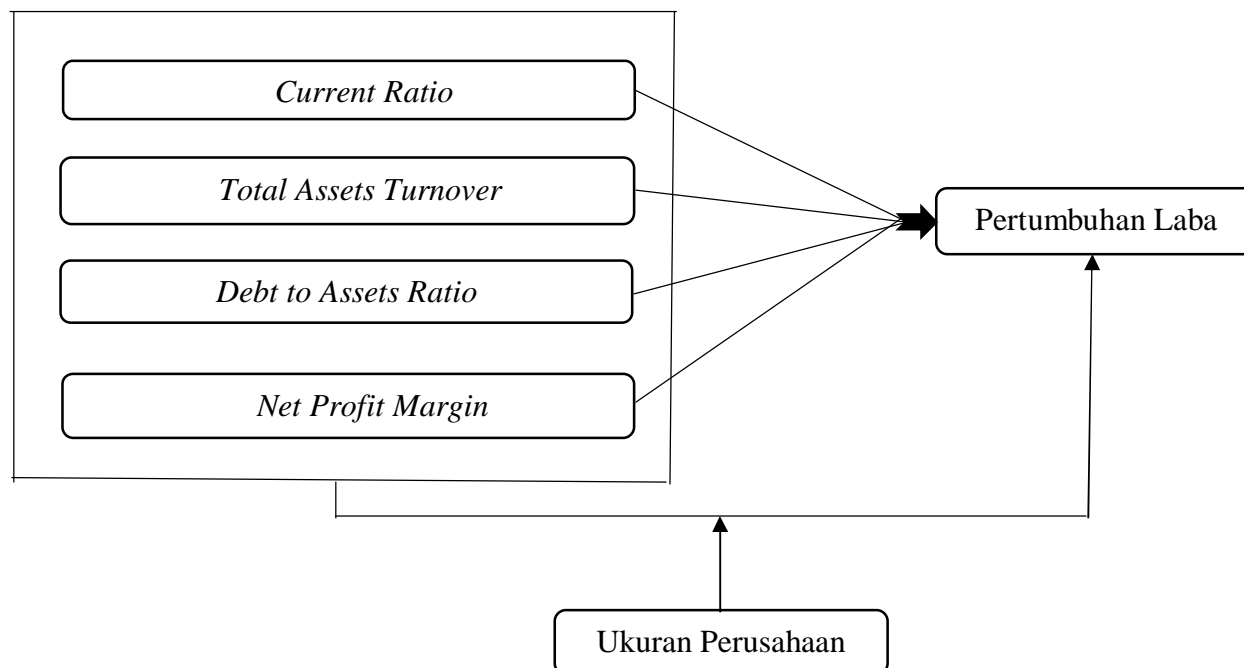 Current Ratio
Total Assets Turnover
Pertumbuhan Laba
Debt to Assets Ratio
Net Profit Margin
Ukuran Perusahaan